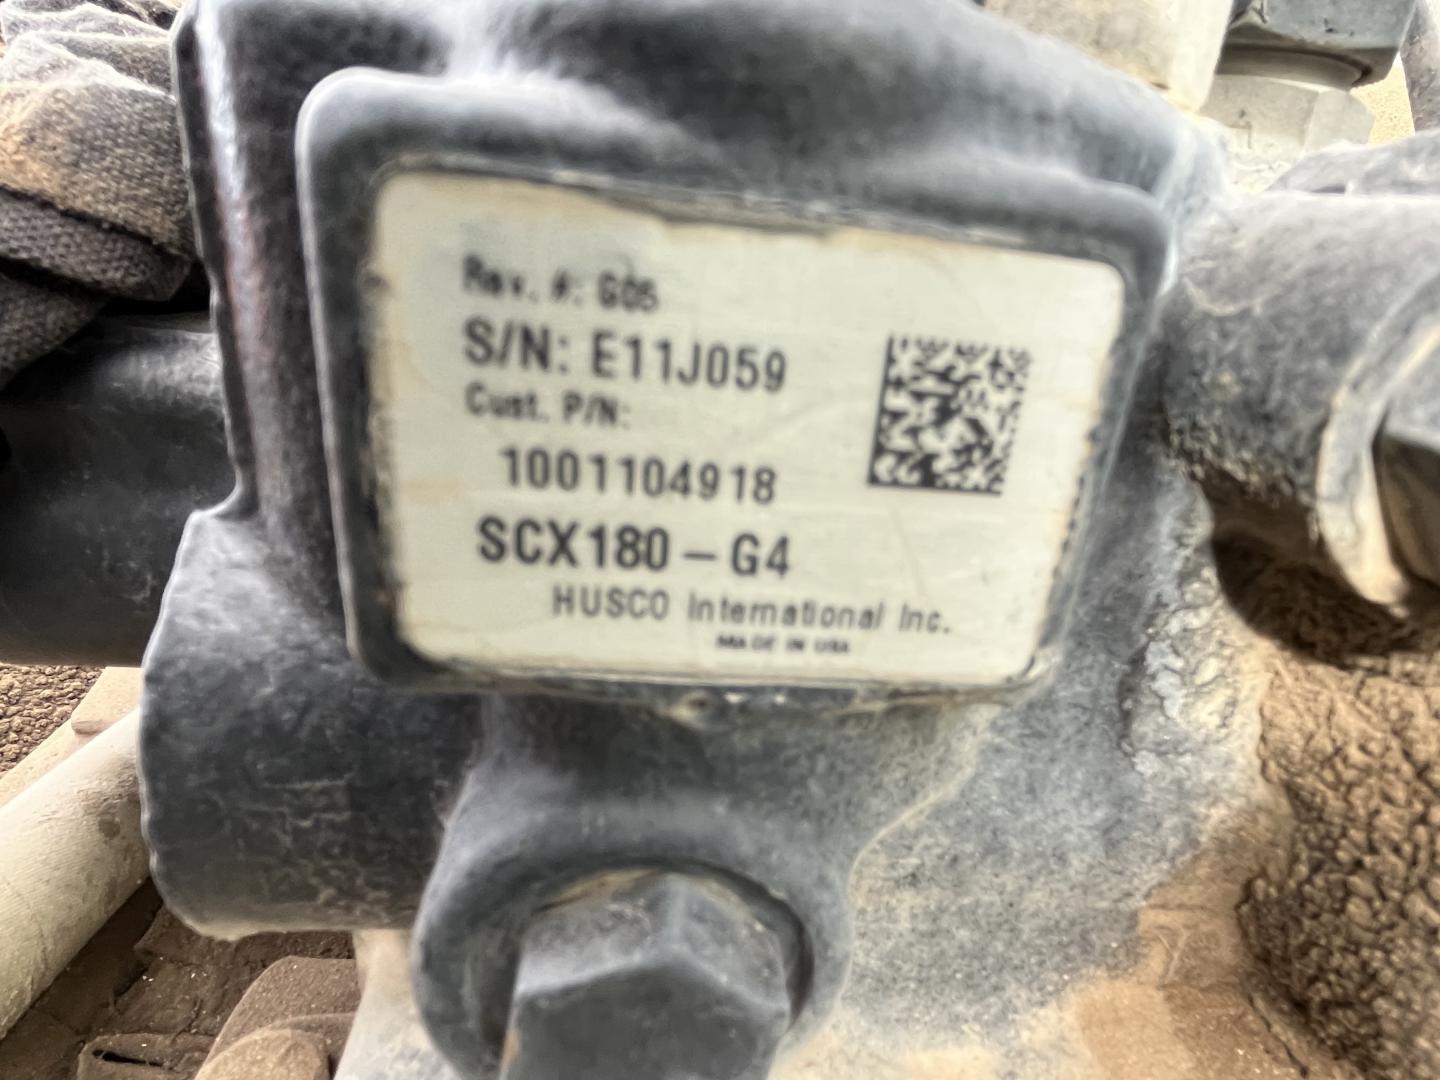 Rev. #: G05
S/N: E11J059
Cust. P/N:
1001104918
SCX180-G4
HUSCO International Inc.
MADE IN USA